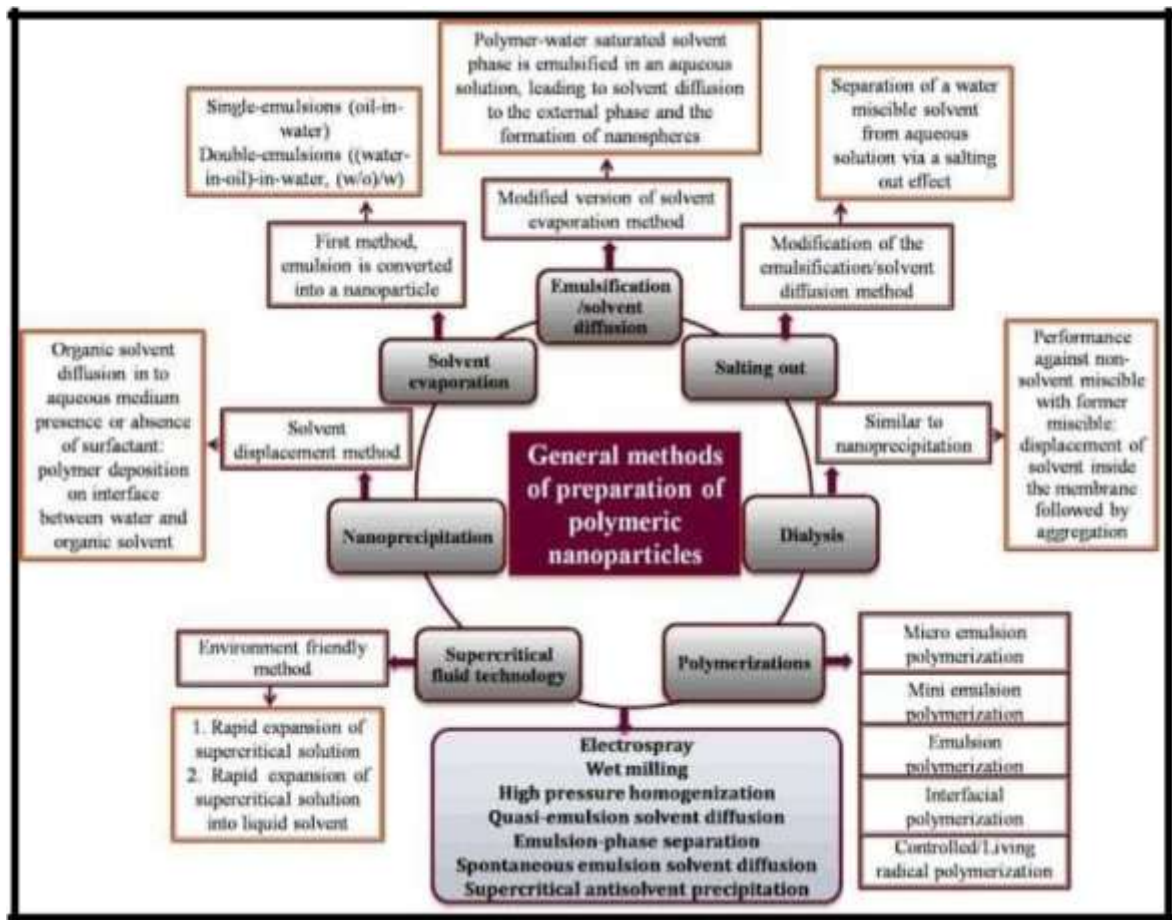 Polymer-water saturated solvent
phase is emulsified in an aqueous
solution, leading to solvent diffusion
to the external phase and the
formation of nanospheres
Separation of a water
miscible solvent
from aqueous
solution via a salting
out effect
Single-emulsions (oil-in-
water)
Double-emulsions ((water-
in-oil)-in-water, (w/o)/w)
Modified version of solvent
evaporation method
First method,
emulsion is converted
into a nanoparticle
Modification of the
emulsification/solvent
diffusion method
Emulsification
/solvent
diffusion
Solvent
evaporation
Salting out
Organic solvent
diffusion in to
aqueous medium
presence or absence
of surfactant:
polymer deposition
on interface
between water and
organic solvent
Solvent
displacement method
Nanoprecipitation
General methods
of preparation of
polymeric
nanoparticles
Similar to
nanoprecipitation
Dialysis
Performance
against non-
solvent miscible
with former
miscible:
displacement of
solvent inside
the membrane
followed by
aggregation
Environment friendly
method
Supercritical
fluid technology
Polymerizations
1. Rapid expansion of
supercritical solution
2. Rapid expansion of
supercritical solution
into liquid solvent
Electrospray
Wet milling
High pressure homogenization
Quasi-emulsion solvent diffusion
Emulsion-phase separation
Spontaneous emulsion solvent diffusion
Supercritical antisolvent precipitation
Micro emulsion
polymerization
Mini emulsion
polymerization
Emulsion
polymerization
Interfacial
polymerization
Controlled/Living
radical polymerization